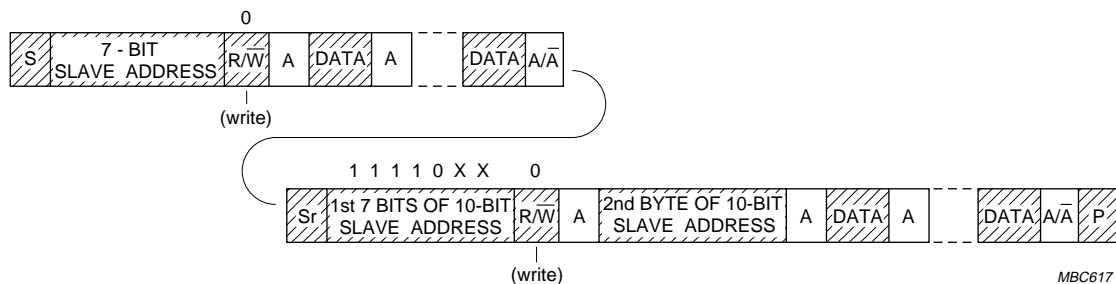 0
S 7 - BIT SLAVE ADDRESS R/W̅ A DATA A DATA A/A̅
(write)
1 1 1 1 0 X X 0
Sr 1st 7 BITS OF 10-BIT SLAVE ADDRESS R/W̅ A 2nd BYTE OF 10-BIT SLAVE ADDRESS A DATA A DATA A/A̅ P
(write)
MBC617